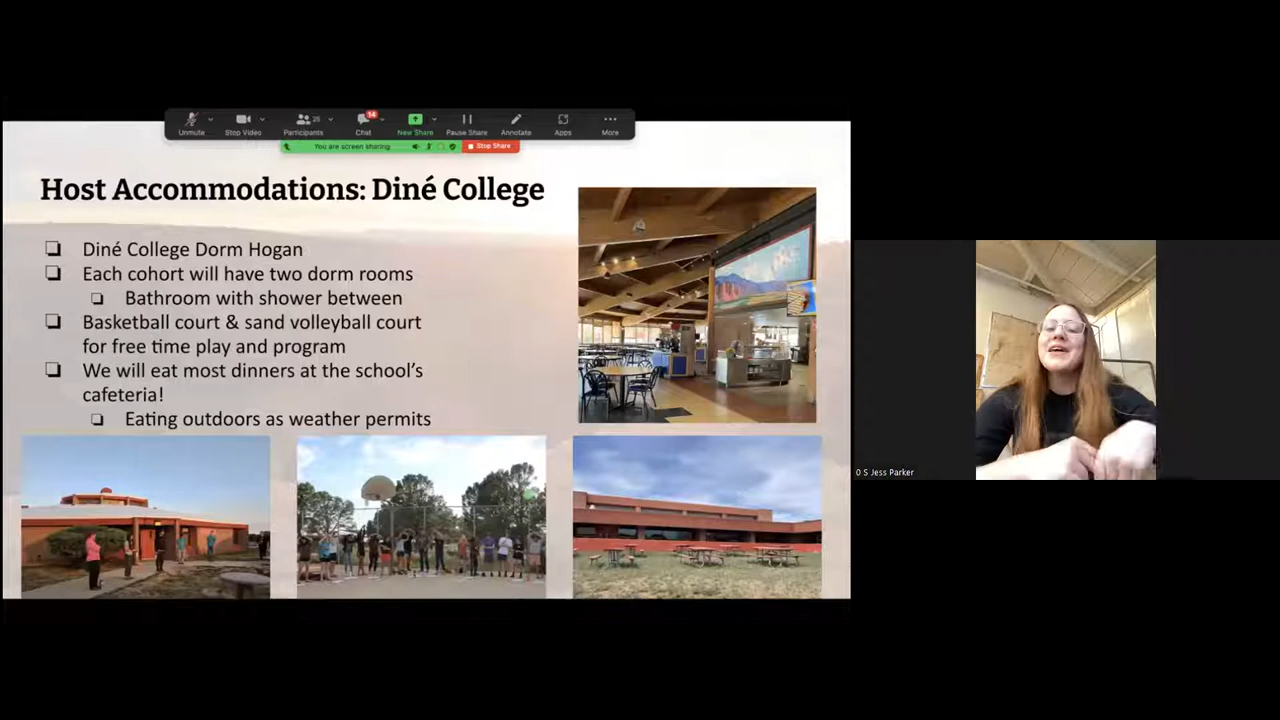 14
25
Unmute Stop Video Participants Chat New Share Pause Share Annotate Apps More
You are screen sharing Stop Share
Host Accommodations: Diné College
Diné College Dorm Hogan
Each cohort will have two dorm rooms
Bathroom with shower between
Basketball court & sand volleyball court
for free time play and program
We will eat most dinners at the school's
cafeteria!
Eating outdoors as weather permits
0 S Jess Parker